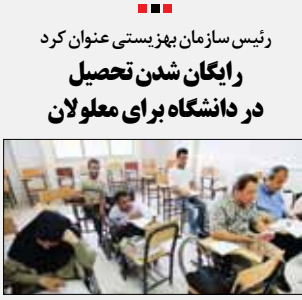 رئیس سازمان بهزیستی عنوان کرد
رایگان شدن تحصیل
در دانشگاه برای معلولان